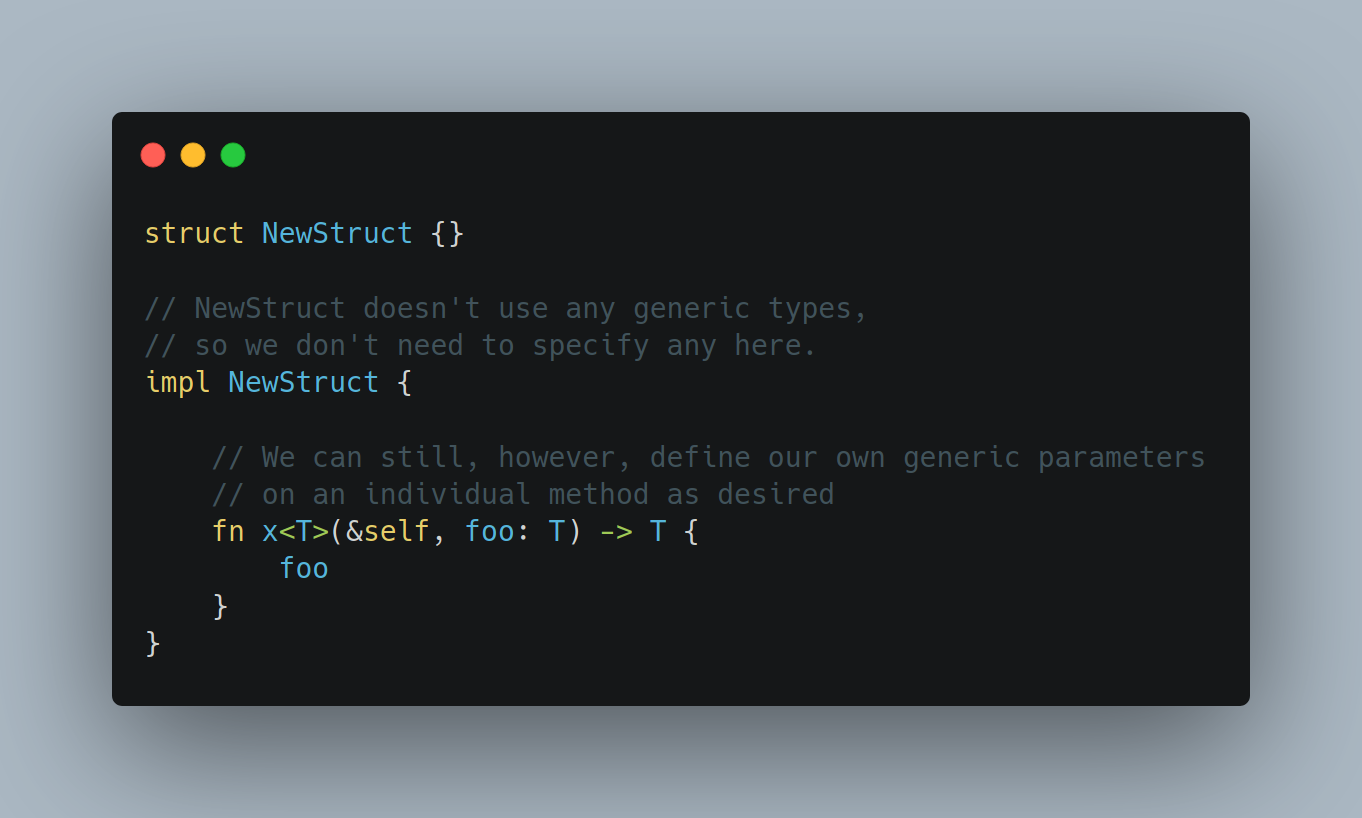 struct NewStruct {}
// NewStruct doesn't use any generic types,
// so we don't need to specify any here.
impl NewStruct {
    // We can still, however, define our own generic parameters
    // on an individual method as desired
    fn x<T>(&self, foo: T) -> T {
        foo
    }
}